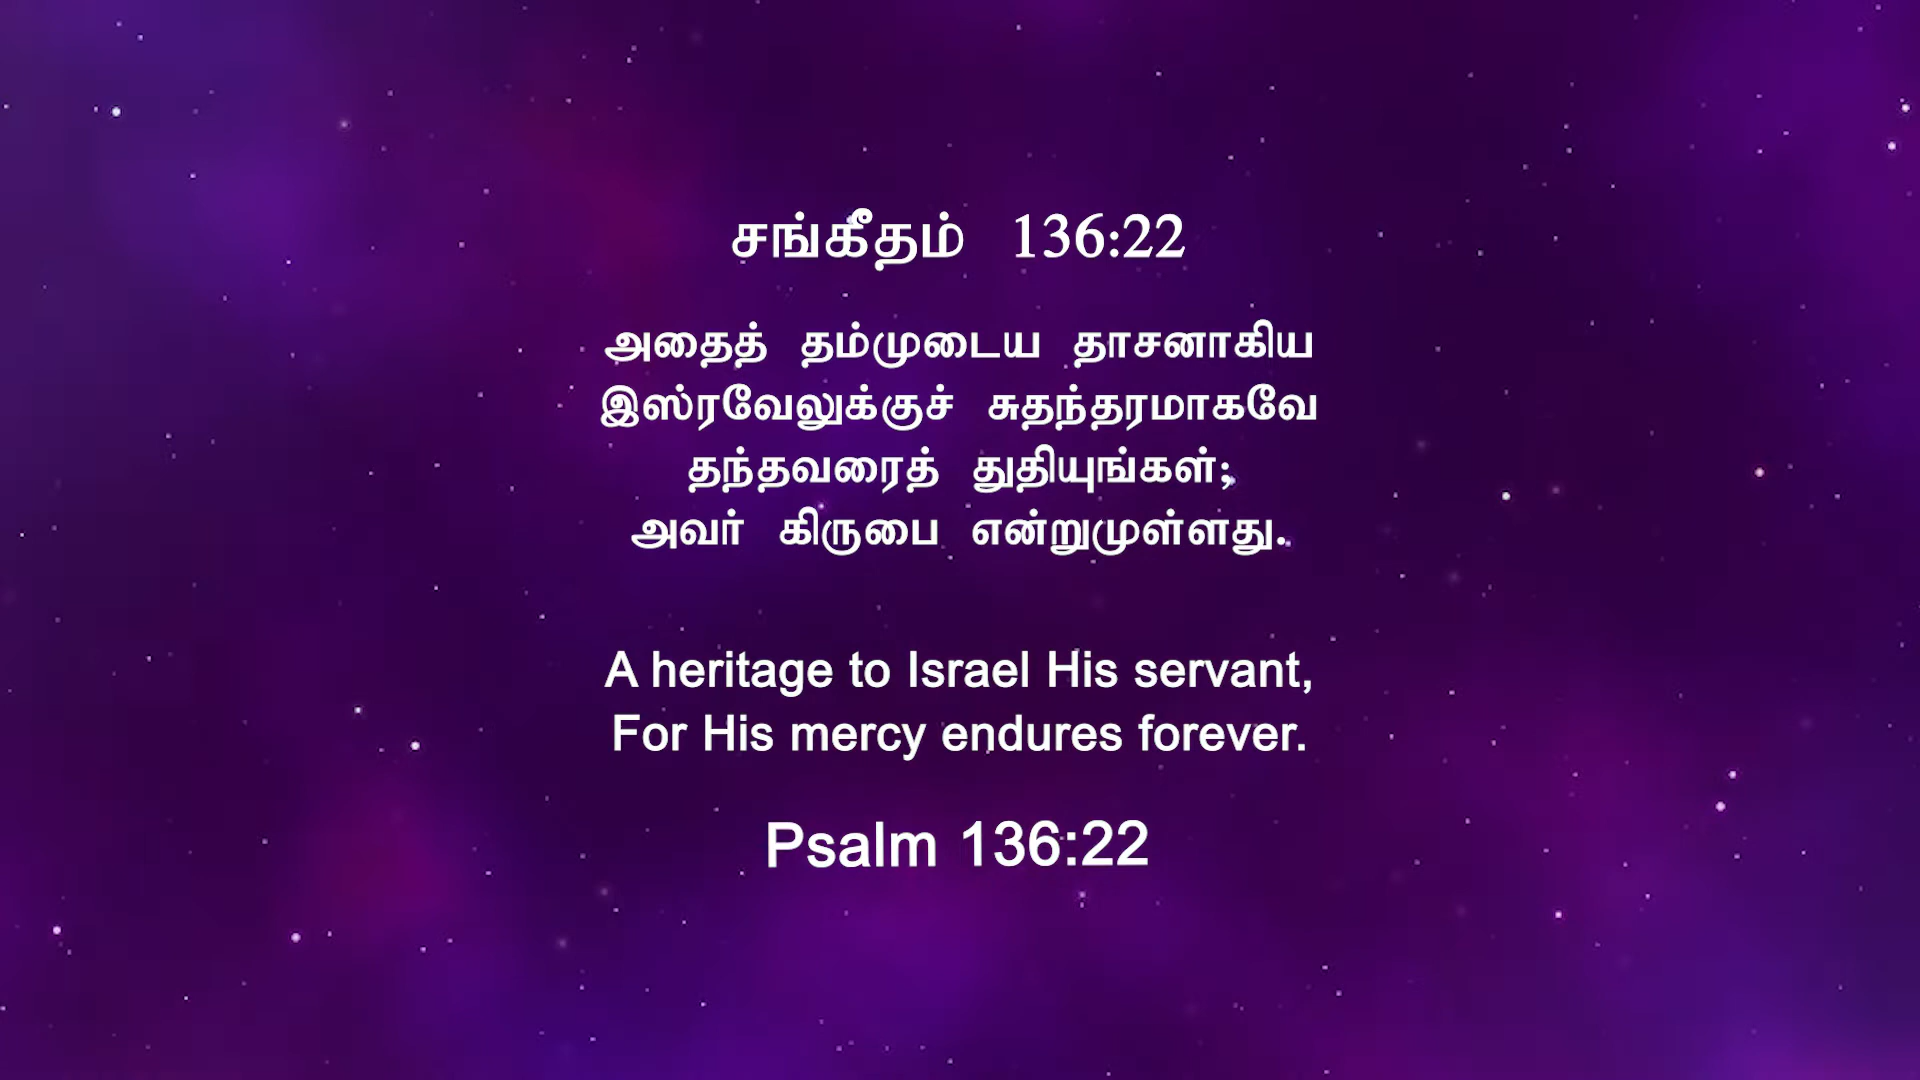 சங்கீதம் 136:22
அதைத் தம்முடைய தாசனாகிய
இஸ்ரவேலுக்குச் சுதந்தரமாகவே
தந்தவரைத் துதியுங்கள்;
அவர் கிருபை என்றுமுள்ளது.
A heritage to Israel His servant,
For His mercy endures forever.
Psalm 136:22